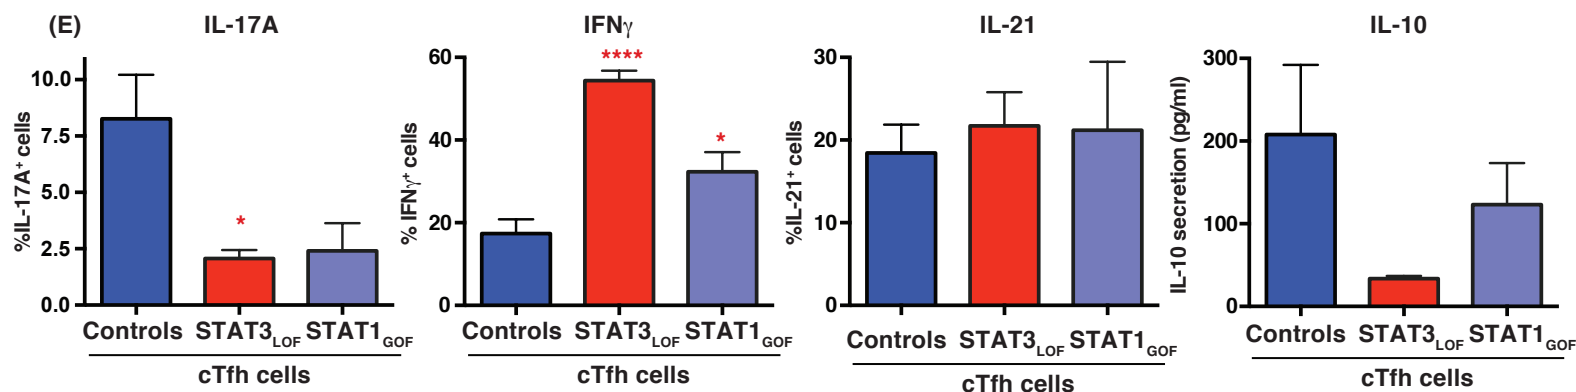 (E)
IL-17A
%IL-17A+ cells
10.0
7.5
5.0
2.5
0.0
*
Controls STAT3LOF STAT1GOF
cTfh cells
IFNγ
% IFNγ+ cells
60
40
20
0
****
*
Controls STAT3LOF STAT1GOF
cTfh cells
IL-21
%IL-21+ cells
30
20
10
0
Controls STAT3LOF STAT1GOF
cTfh cells
IL-10
IL-10 secretion (pg/ml)
300
200
100
0
Controls STAT3LOF STAT1GOF
cTfh cells